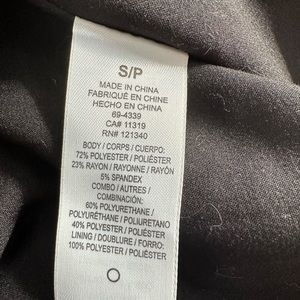 S/P
MADE IN CHINA
FABRIQUÉ EN CHINE
HECHO EN CHINA
69-4339
CA# 11319
RN# 121340
BODY / CORPS / CUERPO:
72% POLYESTER / POLIÉSTER
23% RAYON / RAYONNE / RAYÓN
5% SPANDEX
COMBO / AUTRES /
COMBINACIÓN:
60% POLYURETHANE /
POLYURÉTHANE / POLIURETANO
40% POLYESTER / POLIÉSTER
LINING / DOUBLURE / FORRO:
100% POLYESTER / POLIÉSTER